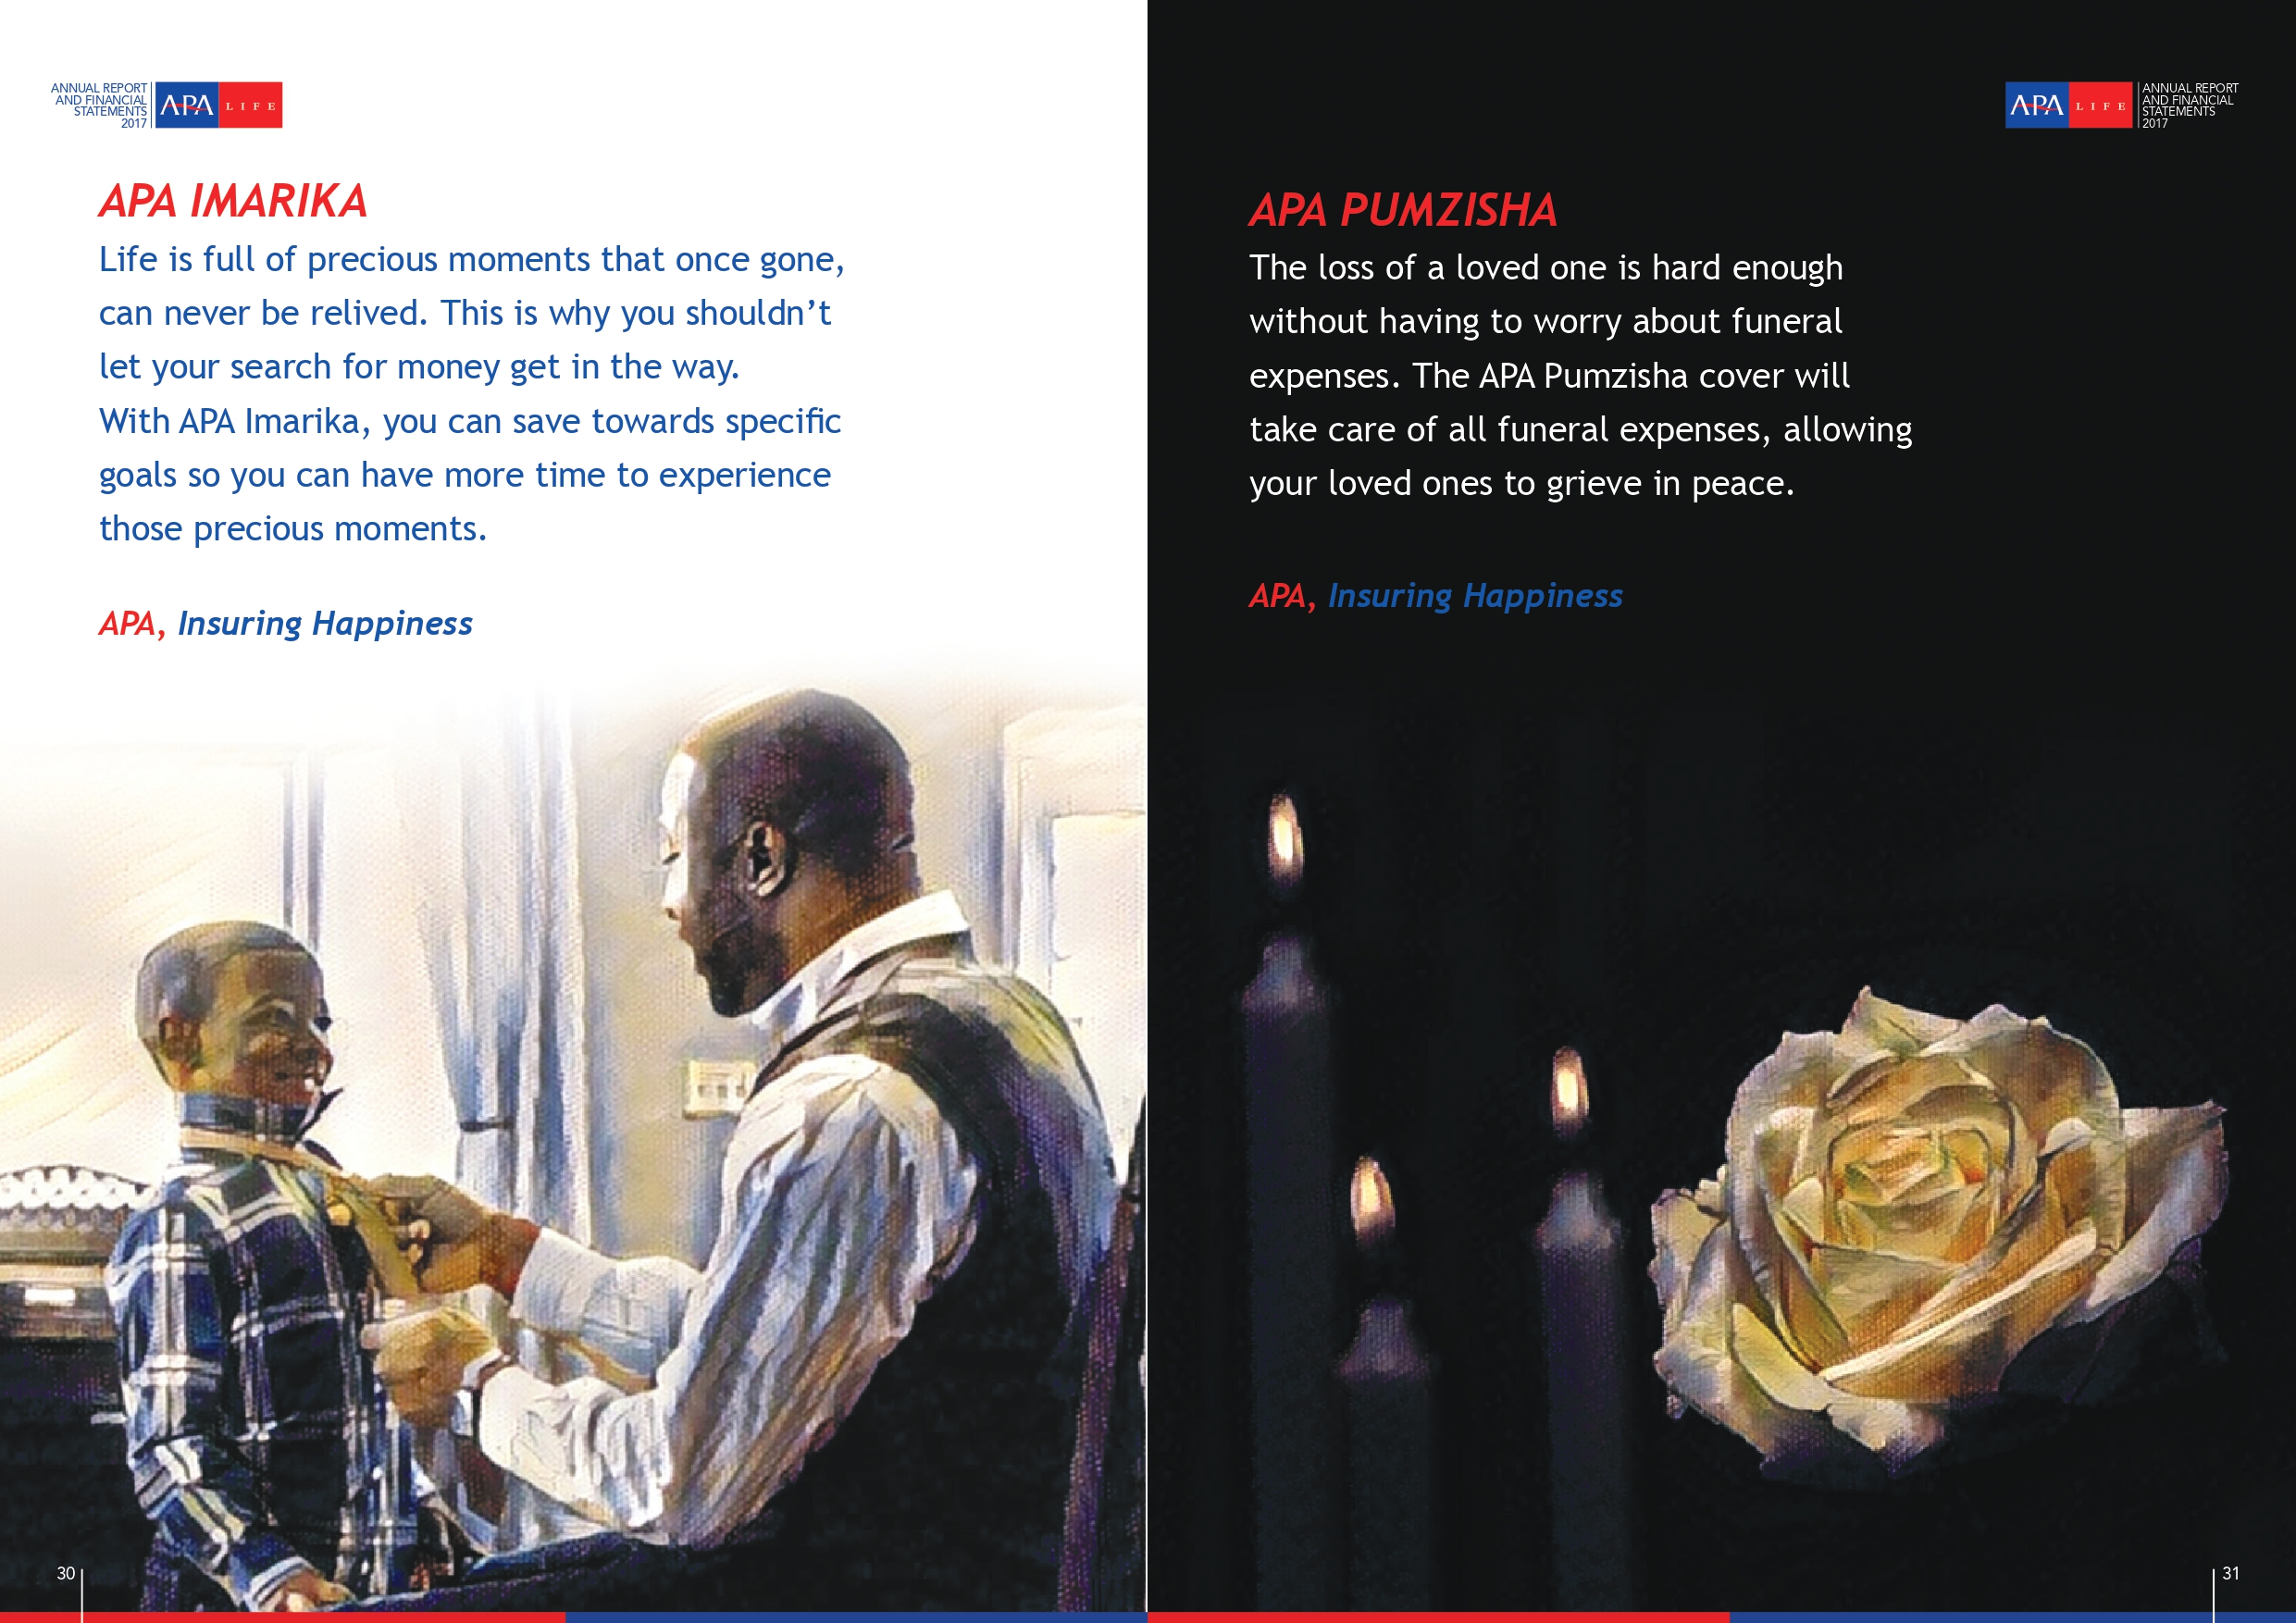 ANNUAL REPORT
AND FINANCIAL
STATEMENTS
2017
APA LIFE
APA IMARIKA
Life is full of precious moments that once gone,
can never be relived. This is why you shouldn’t
let your search for money get in the way.
With APA Imarika, you can save towards specific
goals so you can have more time to experience
those precious moments.
APA, Insuring Happiness
30
APA LIFE
ANNUAL REPORT
AND FINANCIAL
STATEMENTS
2017
APA PUMZISHA
The loss of a loved one is hard enough
without having to worry about funeral
expenses. The APA Pumzisha cover will
take care of all funeral expenses, allowing
your loved ones to grieve in peace.
APA, Insuring Happiness
31